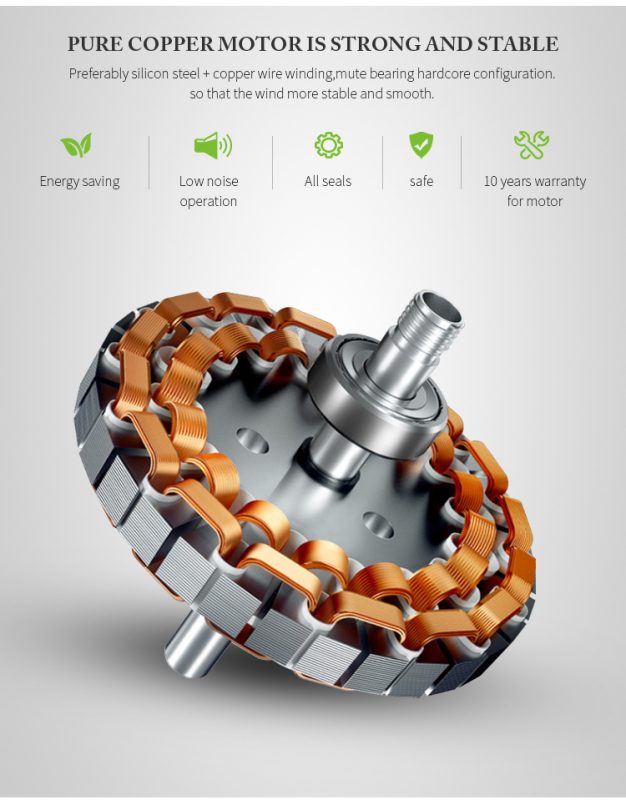 PURE COPPER MOTOR IS STRONG AND STABLE
Preferably silicon steel + copper wire winding,mute bearing hardcore configuration.
so that the wind more stable and smooth.
Energy saving
Low noise
operation
All seals
safe
10 years warranty
for motor